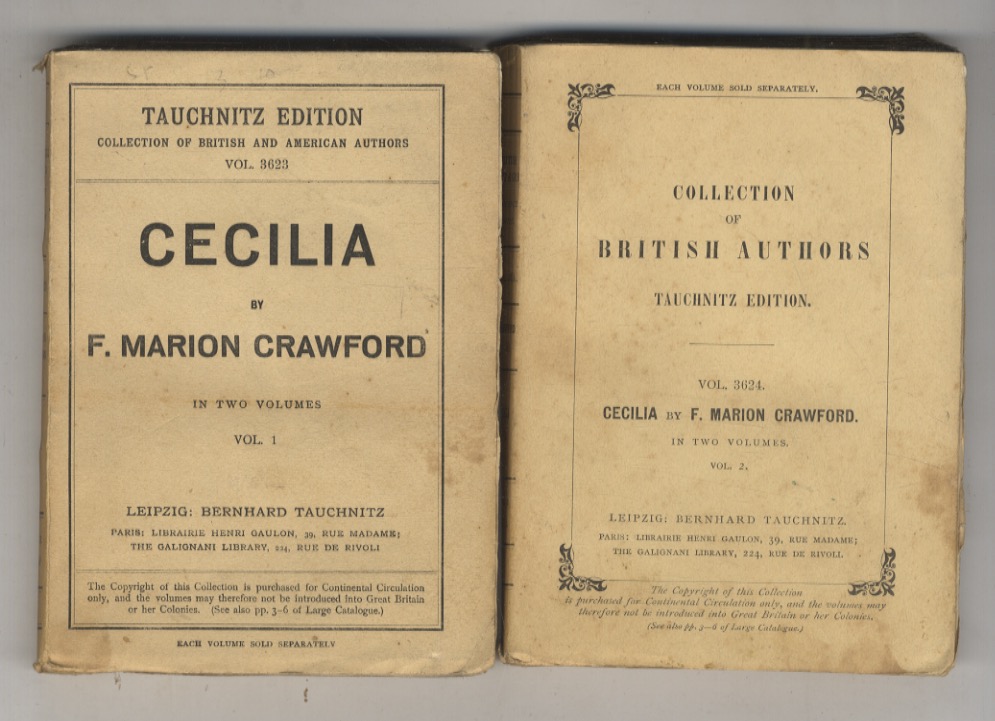 TAUCHNITZ EDITION
COLLECTION OF BRITISH AND AMERICAN AUTHORS
VOL. 3623
CECILIA
BY
F. MARION CRAWFORD
IN TWO VOLUMES
VOL. 1
LEIPZIG: BERNHARD TAUCHNITZ
PARIS: LIBRAIRIE HENRI GAULON, 39, RUE MADAME;
THE GALIGNANI LIBRARY, 224, RUE DE RIVOLI
The Copyright of this Collection is purchased for Continental Circulation
only, and the volumes may therefore not be introduced into Great Britain
or her Colonies. (See also pp. 3-6 of Large Catalogue.)
EACH VOLUME SOLD SEPARATELY
EACH VOLUME SOLD SEPARATELY.
COLLECTION
OF
BRITISH AUTHORS
TAUCHNITZ EDITION.
VOL. 3624.
CECILIA BY F. MARION CRAWFORD.
IN TWO VOLUMES.
VOL. 2.
LEIPZIG: BERNHARD TAUCHNITZ.
PARIS: LIBRAIRIE HENRI GAULON, 39, RUE MADAME;
THE GALIGNANI LIBRARY, 224, RUE DE RIVOLI.
The Copyright of this Collection
is purchased for Continental Circulation only, and the volumes may
therefore not be introduced into Great Britain or her Colonies.
(See also pp. 3—6 of Large Catalogue.)